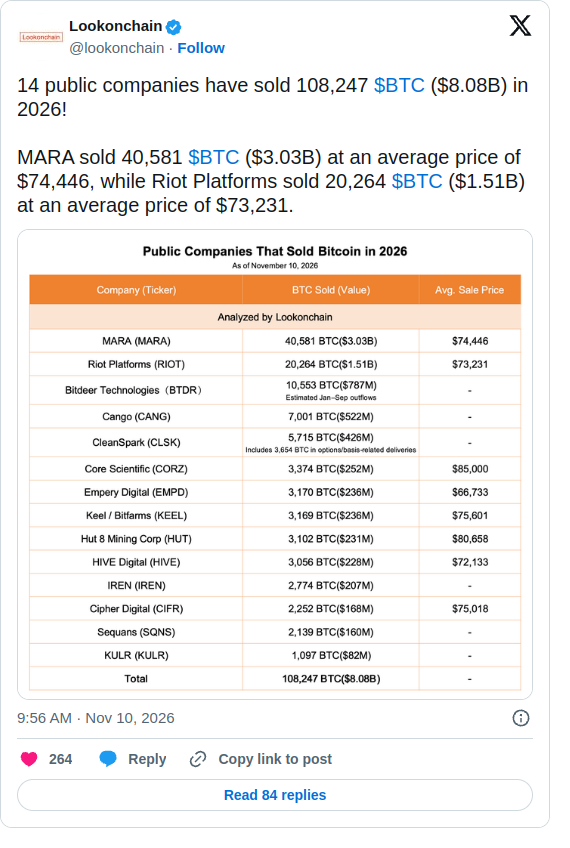 Lookonchain
Lookonchain
@lookonchain · Follow
14 public companies have sold 108,247 $BTC ($8.08B) in
2026!
MARA sold 40,581 $BTC ($3.03B) at an average price of
$74,446, while Riot Platforms sold 20,264 $BTC ($1.51B)
at an average price of $73,231.
Public Companies That Sold Bitcoin in 2026
As of November 10, 2026
Company (Ticker) BTC Sold (Value) Avg. Sale Price
Analyzed by Lookonchain
MARA (MARA) 40,581 BTC($3.03B) $74,446
Riot Platforms (RIOT) 20,264 BTC($1.51B) $73,231
Bitdeer Technologies（BTDR） 10,553 BTC($787M) -
Estimated Jan–Sep outflows
Cango (CANG) 7,001 BTC($522M) -
CleanSpark (CLSK) 5,715 BTC($426M) -
Includes 3,654 BTC in options/basis-related deliveries
Core Scientific (CORZ) 3,374 BTC($252M) $85,000
Empery Digital (EMPD) 3,170 BTC($236M) $66,733
Keel / Bitfarms (KEEL) 3,169 BTC($236M) $75,601
Hut 8 Mining Corp (HUT) 3,102 BTC($231M) $80,658
HIVE Digital (HIVE) 3,056 BTC($228M) $72,133
IREN (IREN) 2,774 BTC($207M) -
Cipher Digital (CIFR) 2,252 BTC($168M) $75,018
Sequans (SQNS) 2,139 BTC($160M) -
KULR (KULR) 1,097 BTC($82M) -
Total 108,247 BTC($8.08B) -
9:56 AM · Nov 10, 2026
264 Reply Copy link to post
Read 84 replies